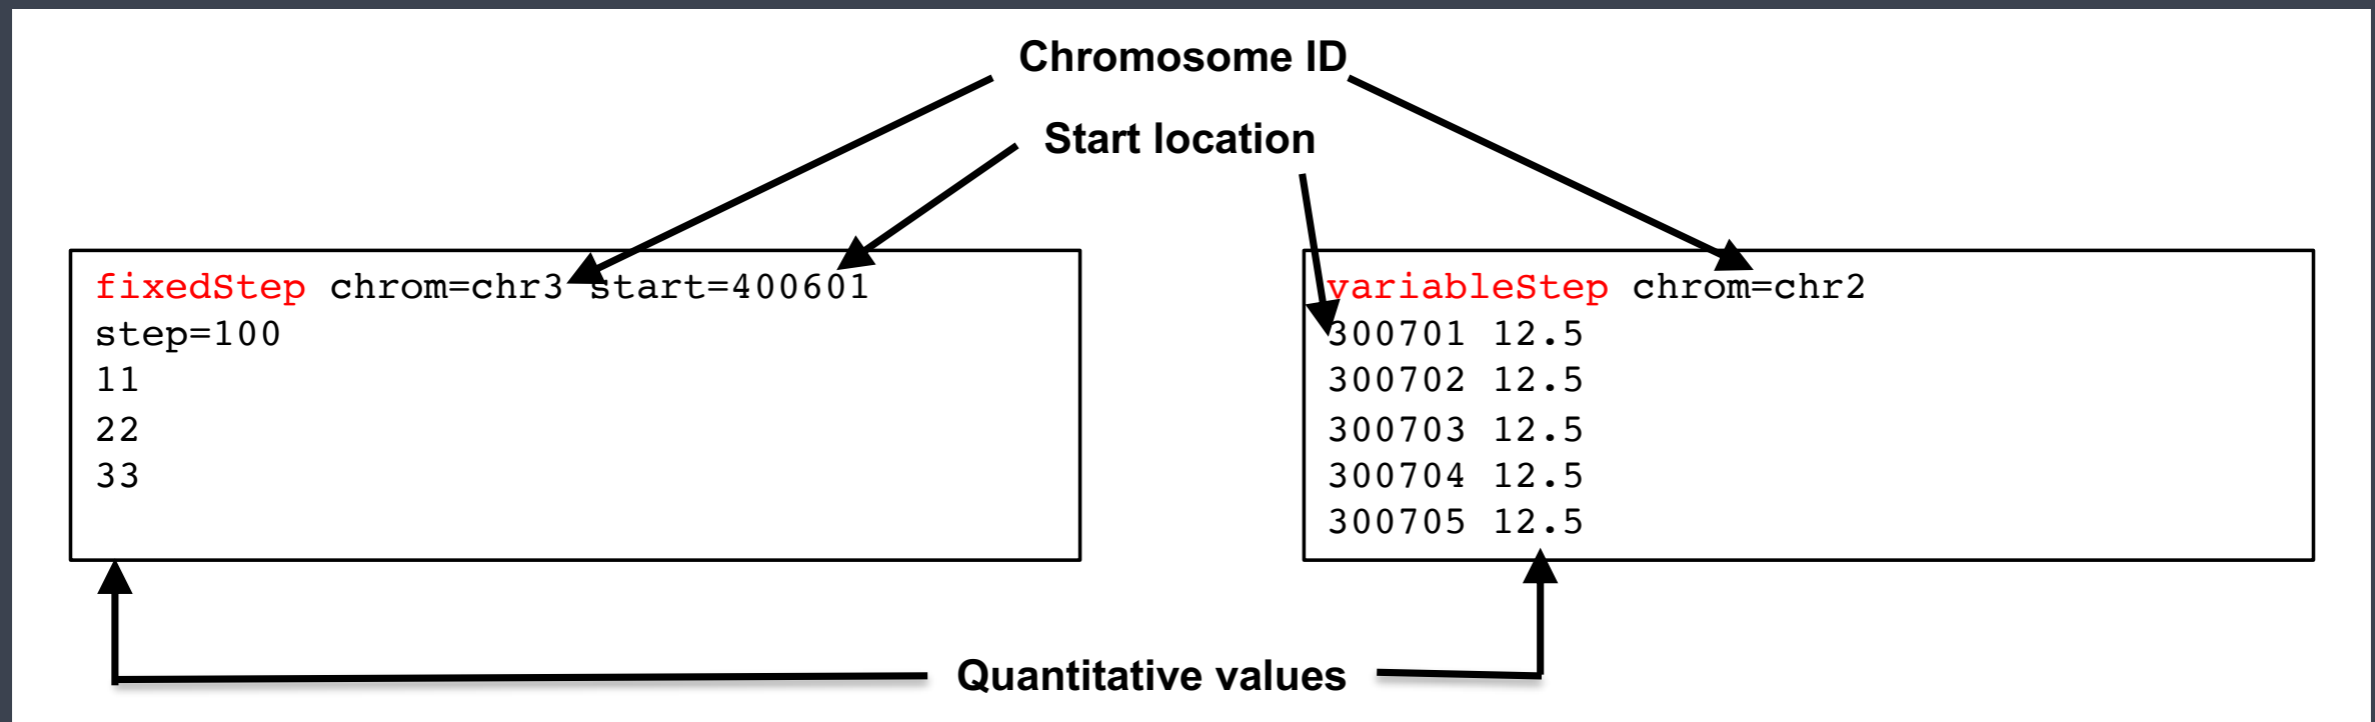 Chromosome ID
Start location
fixedStep chrom=chr3 start=400601
step=100
11
22
33
variableStep chrom=chr2
300701 12.5
300702 12.5
300703 12.5
300704 12.5
300705 12.5
Quantitative values